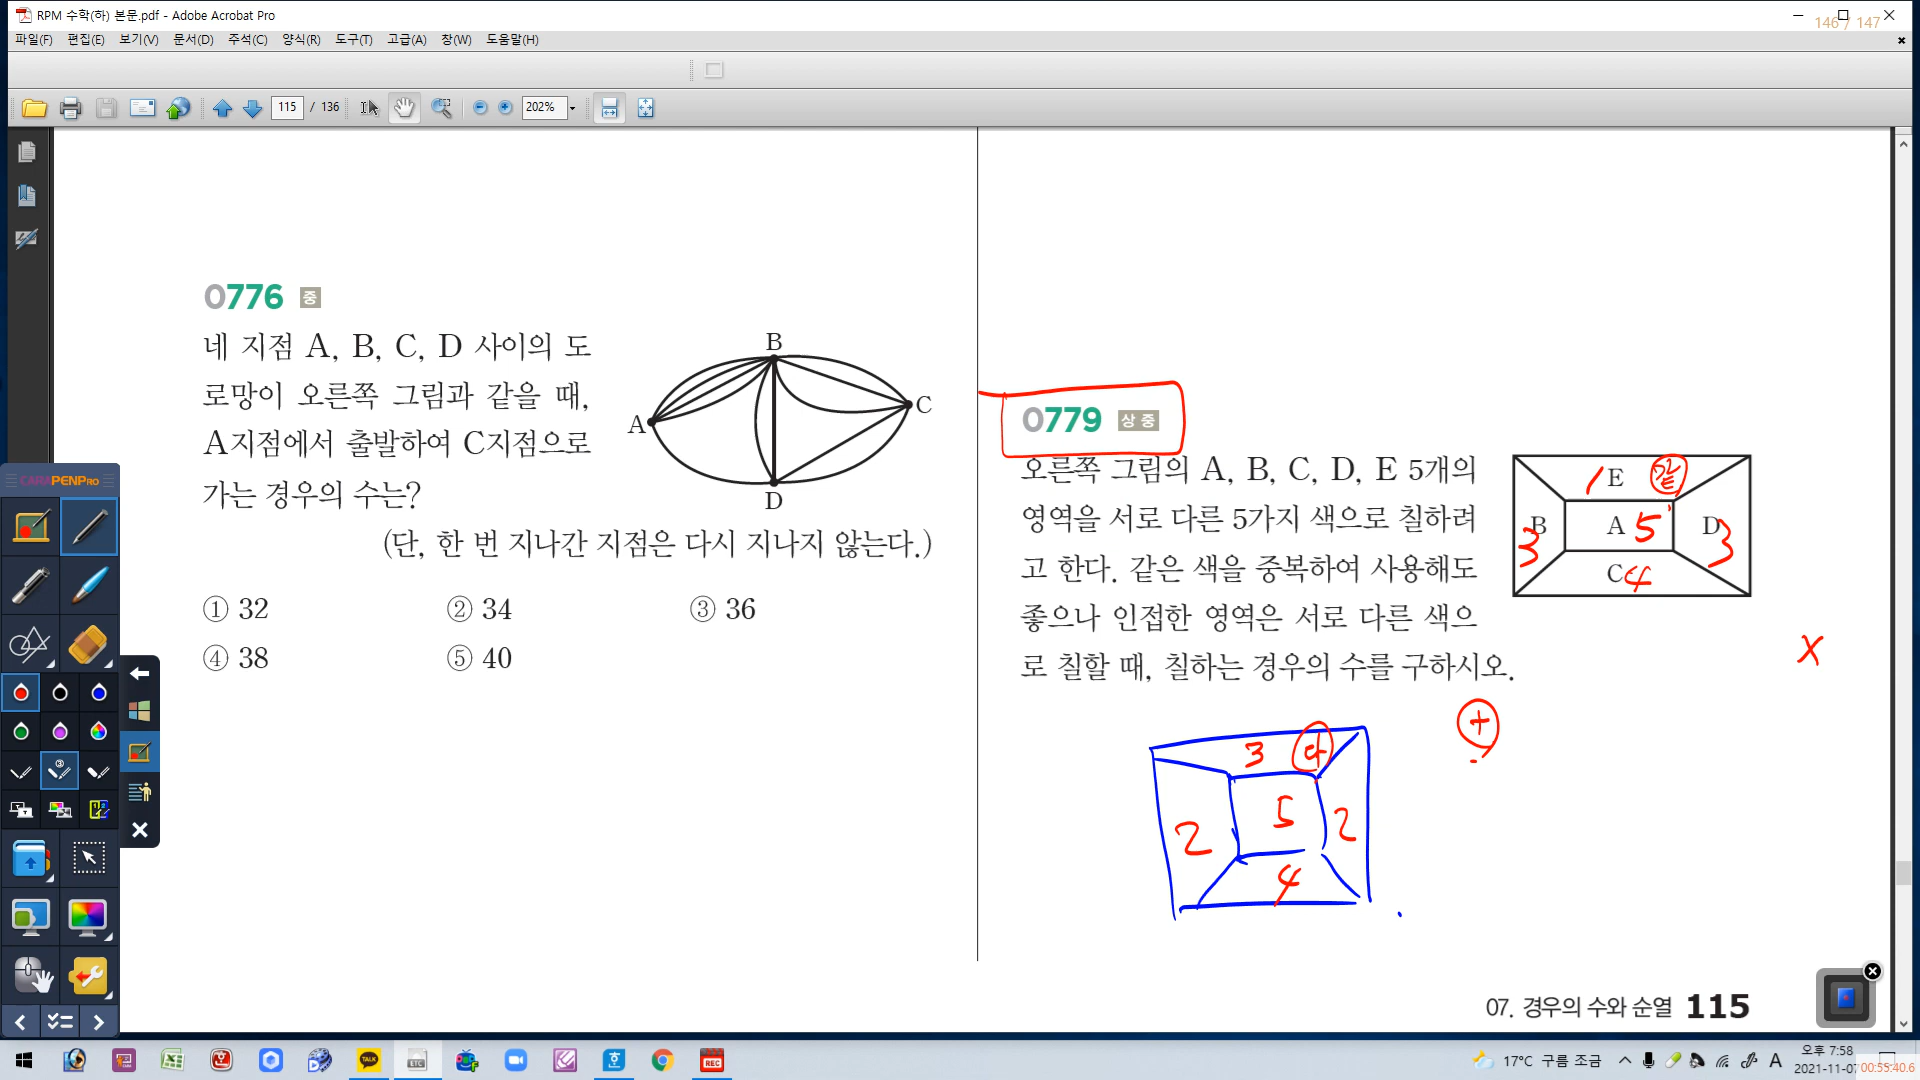 RPM 수학(하) 본문.pdf - Adobe Acrobat Pro
146 / 147
파일(F) 편집(E) 보기(V) 문서(D) 주석(C) 양식(R) 도구(T) 고급(A) 창(W) 도움말(H)
115 / 136 202%
0776 중
네 지점 A, B, C, D 사이의 도
로망이 오른쪽 그림과 같을 때,
A지점에서 출발하여 C지점으로
가는 경우의 수는?
(단, 한 번 지나간 지점은 다시 지나지 않는다.)
B
A
C
D
① 32 ② 34 ③ 36
④ 38 ⑤ 40
0779 상중
오른쪽 그림의 A, B, C, D, E 5개의
영역을 서로 다른 5가지 색으로 칠하려
고 한다. 같은 색을 중복하여 사용해도
좋으나 인접한 영역은 서로 다른 색으
로 칠할 때, 칠하는 경우의 수를 구하시오.
1 E
B 3 A 5 D 3
C 4
X
+
3
2 5 2
4
07. 경우의 수와 순열 115
CARAPENPRO
TALK
LTC
REC
17°C 구름 조금
A
오후 7:58
2021-11-07
00:55:40.6